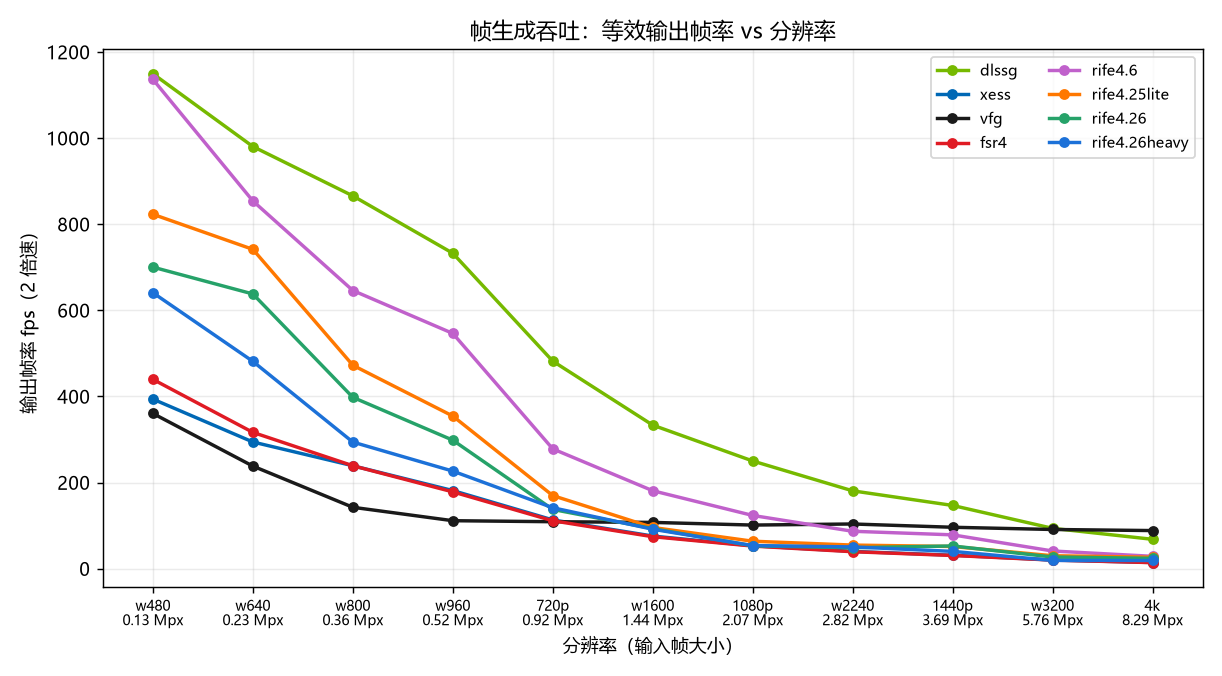 帧生成吞吐：等效输出帧率 vs 分辨率
输出帧率 fps（2 倍速）
1200
1000
800
600
400
200
0
dlssg
xess
vfg
fsr4
rife4.6
rife4.25lite
rife4.26
rife4.26heavy
w480 w640 w800 w960 720p w1600 1080p w2240 1440p w3200 4k
0.13 Mpx 0.23 Mpx 0.36 Mpx 0.52 Mpx 0.92 Mpx 1.44 Mpx 2.07 Mpx 2.82 Mpx 3.69 Mpx 5.76 Mpx 8.29 Mpx
分辨率（输入帧大小）